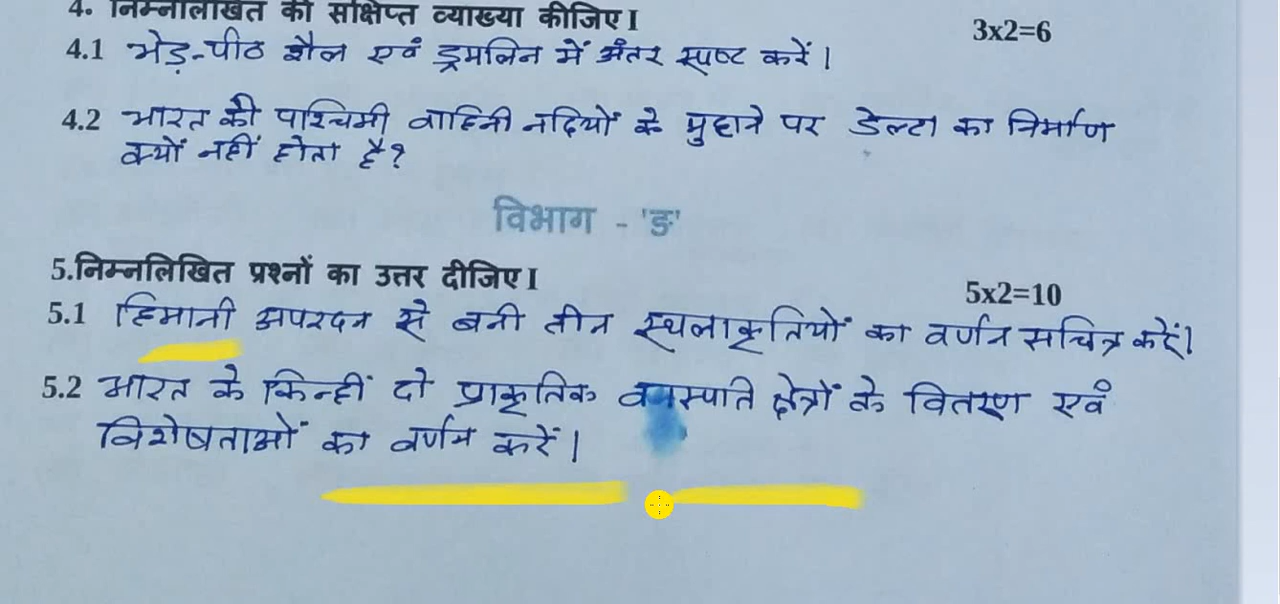 4. निम्नलिखित की संक्षिप्त व्याख्या कीजिए I
3x2=6
4.1 भेड़-पीठ शैल एवं ड्रमलिन में अंतर स्पष्ट करें।
4.2 भारत की पश्चिमी वाहिनी नदियों के मुहाने पर डेल्टा का निर्माण
क्यों नहीं होता है?
विभाग - 'ङ'
5.निम्नलिखित प्रश्नों का उत्तर दीजिए I
5x2=10
5.1 हिमानी अपरदन से बनी तीन स्थलाकृतियों का वर्णन सचित्र करें।
5.2 भारत के किन्हीं दो प्राकृतिक वनस्पति क्षेत्रों के वितरण एवं
विशेषताओं का वर्णन करें।